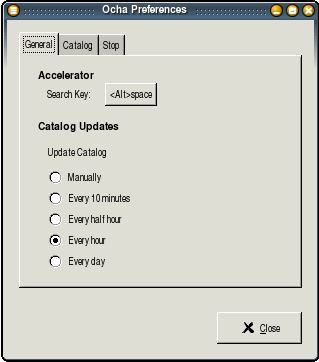 Ocha Preferences
General Catalog Stop
Accelerator
Search Key: <Alt>space
Catalog Updates
Update Catalog
Manually
Every 10 minutes
Every half hour
Every hour
Every day
Close